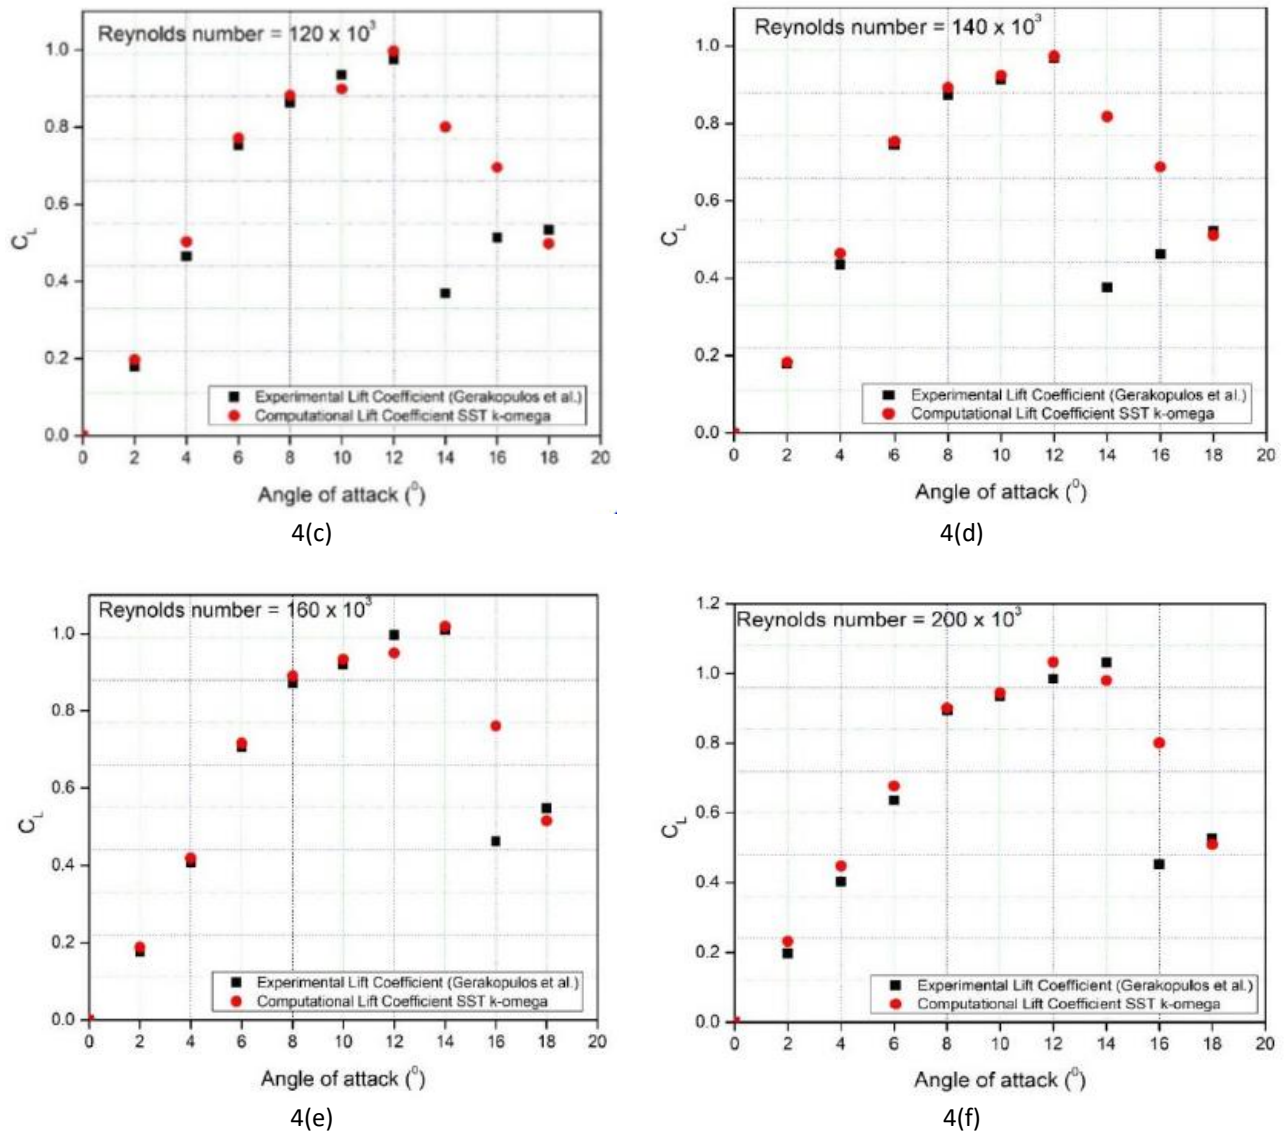 Reynolds number = 120 x 10³
1.0
0.8
0.6
0.4
0.2
0.0
C_L
Experimental Lift Coefficient (Gerakopulos et al.)
Computational Lift Coefficient SST k-omega
0 2 4 6 8 10 12 14 16 18 20
Angle of attack (⁰)
4(c)
Reynolds number = 140 x 10³
1.0
0.8
0.6
0.4
0.2
0.0
C_L
Experimental Lift Coefficient (Gerakopulos et al.)
Computational Lift Coefficient SST k-omega
0 2 4 6 8 10 12 14 16 18 20
Angle of attack (⁰)
4(d)
Reynolds number = 160 x 10³
1.0
0.8
0.6
0.4
0.2
0.0
C_L
Experimental Lift Coefficient (Gerakopulos et al.)
Computational Lift Coefficient SST k-omega
0 2 4 6 8 10 12 14 16 18 20
Angle of attack (⁰)
4(e)
Reynolds number = 200 x 10³
1.2
1.0
0.8
0.6
0.4
0.2
0.0
C_L
Experimental Lift Coefficient (Gerakopulos et al.)
Computational Lift Coefficient SST k-omega
0 2 4 6 8 10 12 14 16 18 20
Angle of attack (⁰)
4(f)